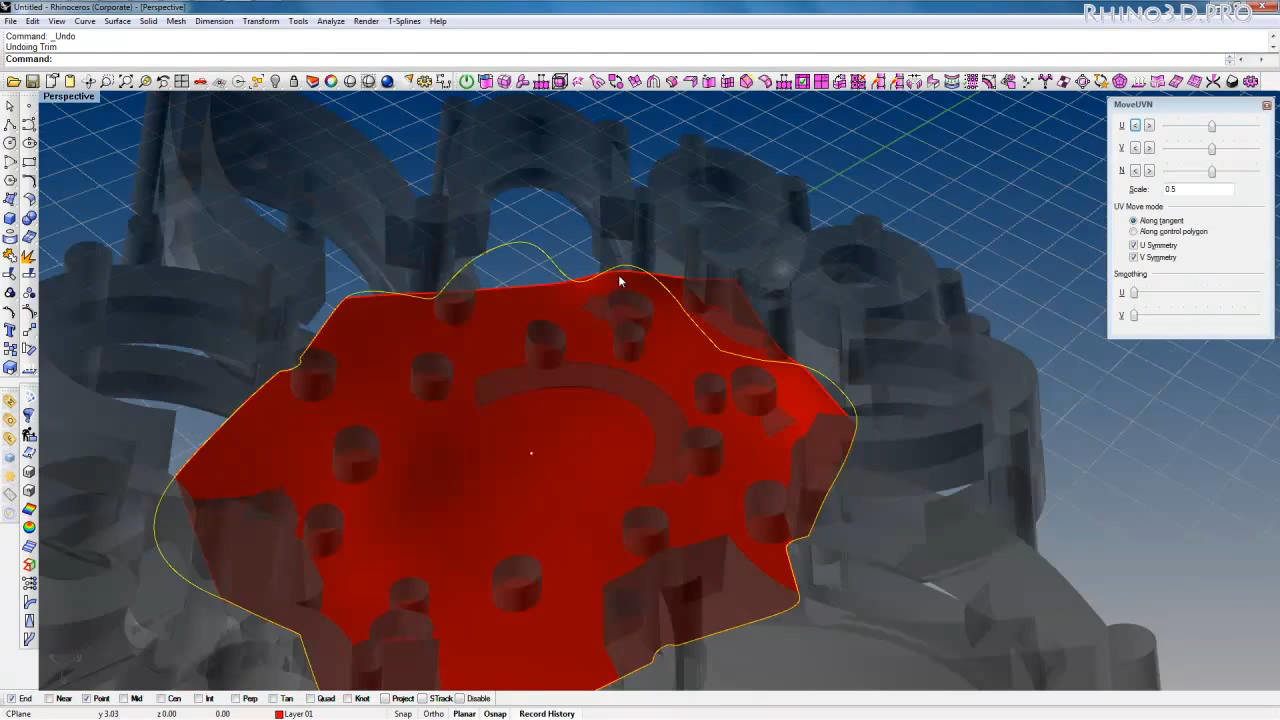 Untitled - Rhinoceros (Corporate) - [Perspective]
RHINO3D.PRO
File Edit View Curve Surface Solid Mesh Dimension Transform Tools Analyze Render T-Splines Help
Command: _Undo
Undoing Trim
Command:
Perspective
MoveUVN
U < >
V < >
N < >
Scale: 0.5
UV Move mode
Along tangent
Along control polygon
U Symmetry
V Symmetry
Smoothing
U
V
End Near Point Mid Cen Int Perp Tan Quad Knot Project STrack Disable
CPlane y 3.03 z 0.00 0.00 Layer 01 Snap Ortho Planar Osnap Record History